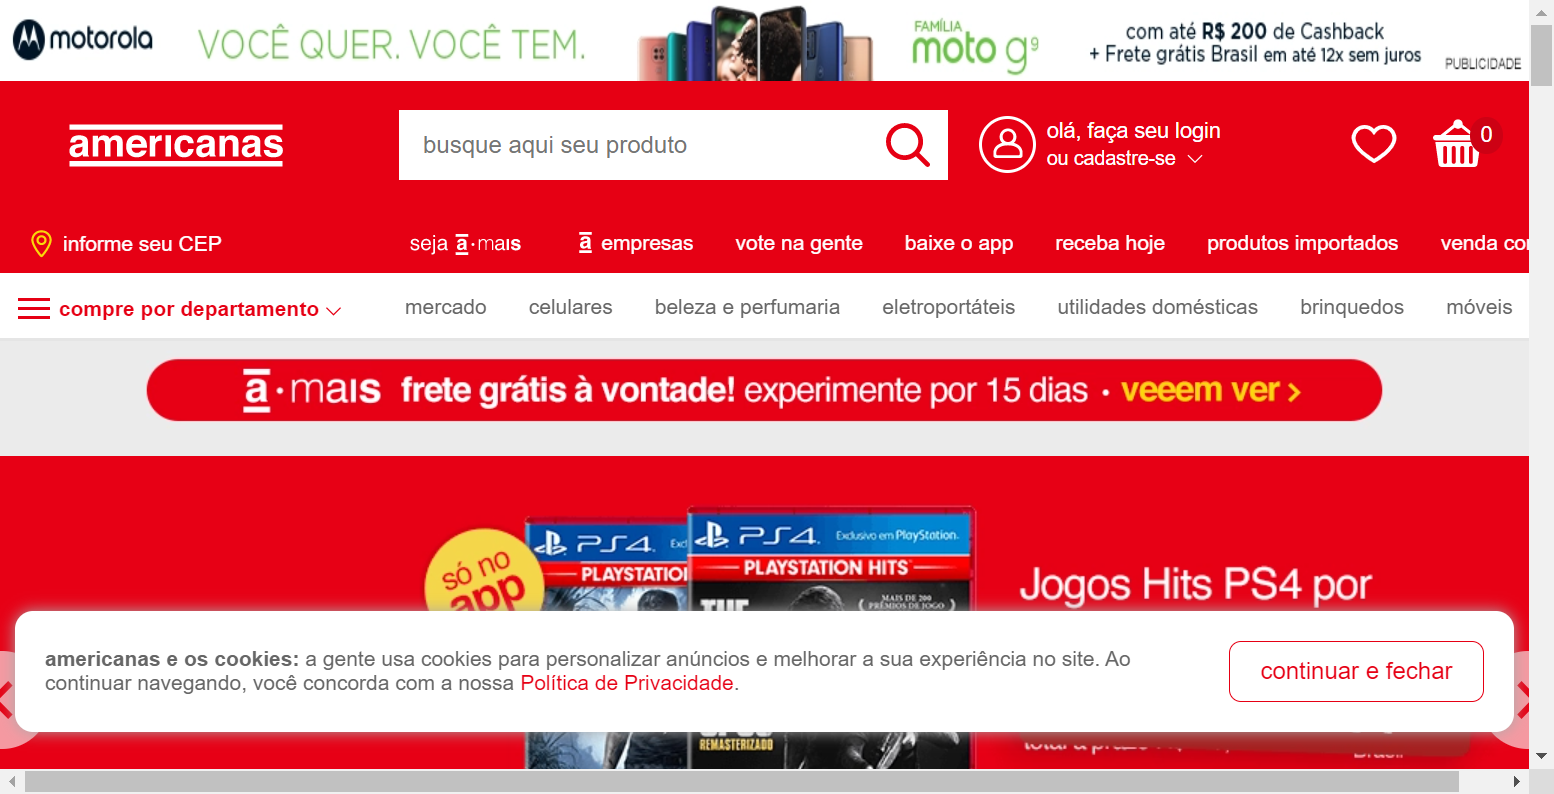 motorola
VOCÊ QUER. VOCÊ TEM.
FAMÍLIA
moto g9
com até R$ 200 de Cashback
+ Frete grátis Brasil em até 12x sem juros
PUBLICIDADE
americanas
busque aqui seu produto
olá, faça seu login
ou cadastre-se
0
informe seu CEP
seja a·mais
a empresas
vote na gente
baixe o app
receba hoje
produtos importados
venda
compre por departamento
mercado
celulares
beleza e perfumaria
eletroportáteis
utilidades domésticas
brinquedos
móveis
a·mais frete grátis à vontade! experimente por 15 dias · veeem ver >
só no
app
PS4
PLAYSTATION
PS4 Exclusivo em PlayStation.
PLAYSTATION HITS
MAIS DE 200
PRÊMIOS DE JOGO
THE
REMASTERIZADO
Jogos Hits PS4 por
americanas e os cookies: a gente usa cookies para personalizar anúncios e melhorar a sua experiência no site. Ao
continuar navegando, você concorda com a nossa Política de Privacidade.
continuar e fechar